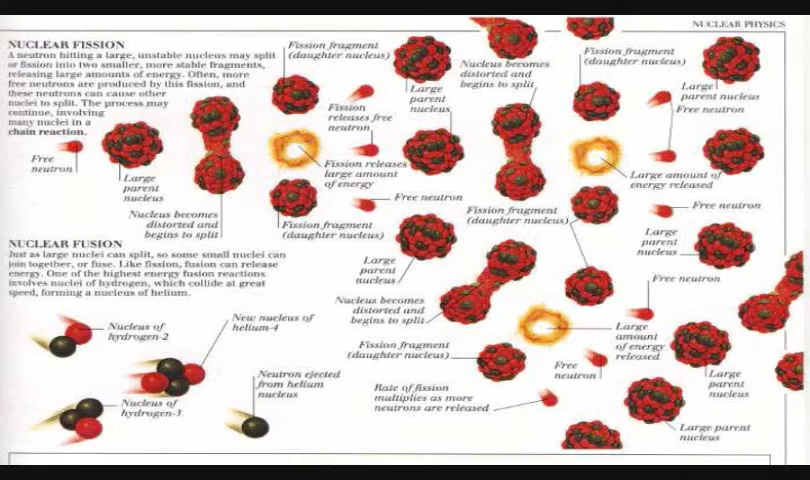 NUCLEAR PHYSICS
NUCLEAR FISSION
A neutron hitting a large, unstable nucleus may split
or fission into two smaller, more stable fragments,
releasing large amounts of energy. Often, more
free neutrons are produced by this fission, and
these neutrons can cause other
nuclei to split. The process may
continue, involving
many nuclei in a
chain reaction.
Free
neutron
Large
parent
nucleus
Nucleus becomes
distorted and
begins to split
Fission fragment
(daughter nucleus)
Fission
releases free
neutron
Fission releases
large amount
of energy
Free neutron
Fission fragment
(daughter nucleus)
Large
parent
nucleus
Nucleus becomes
distorted and
begins to split
Fission fragment
(daughter nucleus)
Large
parent nucleus
Free neutron
Large amount of
energy released
Free neutron
Fission fragment
(daughter nucleus)
Large
parent
nucleus
Large
parent
nucleus
Nucleus becomes
distorted and
begins to split
Free neutron
Large
amount
of energy
released
Fission fragment
(daughter nucleus)
Free
neutron
Large
parent
nucleus
Rate of fission
multiplies as more
neutrons are released
Large parent
nucleus
NUCLEAR FUSION
Just as large nuclei can split, so some small nuclei can
join together, or fuse. Like fission, fusion can release
energy. One of the highest energy fusion reactions
involves nuclei of hydrogen, which collide at great
speed, forming a nucleus of helium.
Nucleus of
hydrogen-2
New nucleus of
helium-4
Nucleus of
hydrogen-3
Neutron ejected
from helium
nucleus